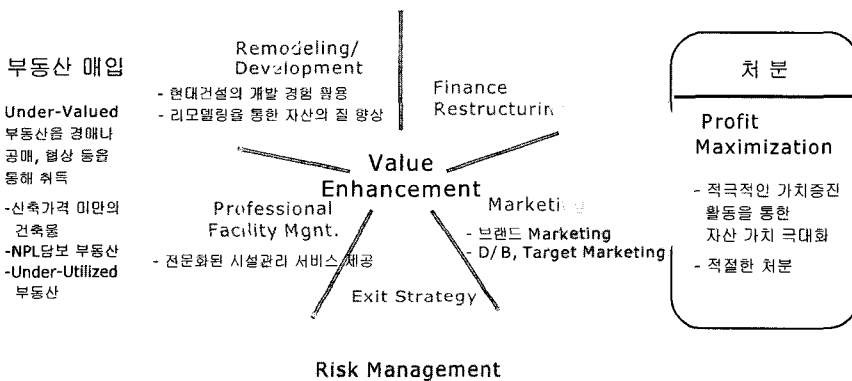 부동산 매입
Under-Valued
부동산을 경매나
공매, 협상 등을
통해 취득
-신축가격 미만의
건축물
-NPL담보 부동산
-Under-Utilized
부동산
Remodeling/
Development
- 현대건설의 개발 경험 활용
- 리모델링을 통한 자산의 질 향상
Finance
Restructuring
Value
Enhancement
Professional
Facility Mgnt.
- 전문화된 시설관리 서비스 제공
Marketing
- 브랜드 Marketing
- D/B, Target Marketing
Exit Strategy
Risk Management
처 분
Profit
Maximization
- 적극적인 가치증진
활동을 통한
자산 가치 극대화
- 적절한 처분